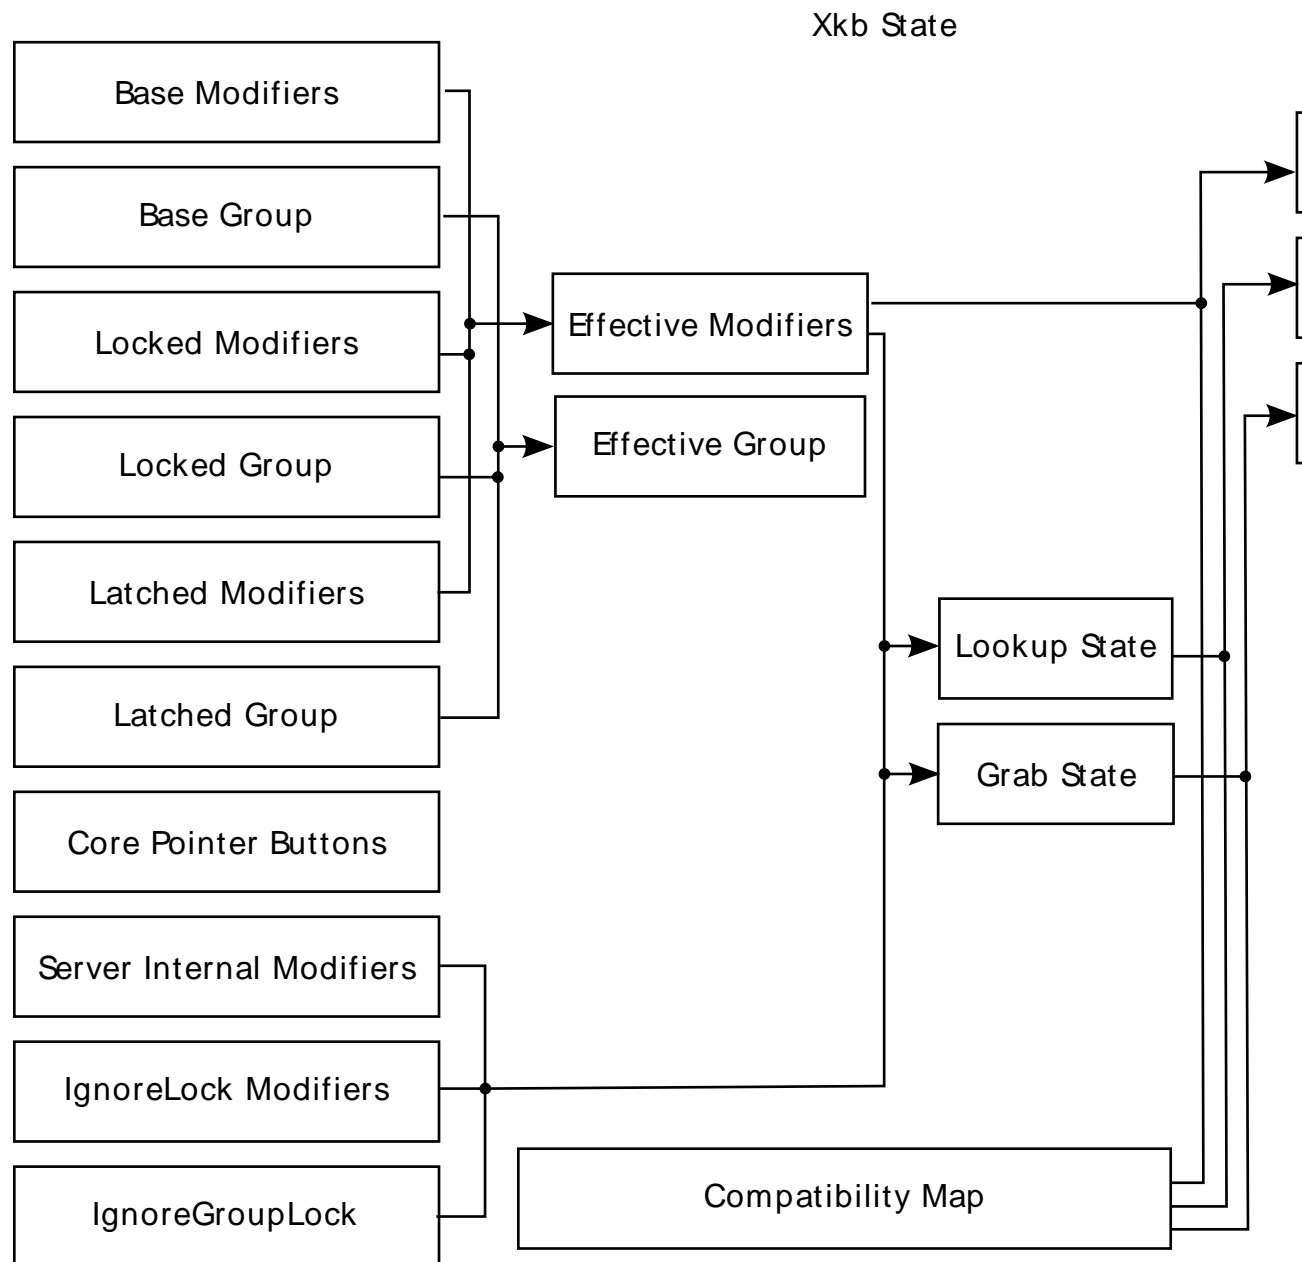 Xkb State
Base Modifiers
Base Group
Locked Modifiers
Locked Group
Latched Modifiers
Latched Group
Core Pointer Buttons
Server Internal Modifiers
IgnoreLock Modifiers
IgnoreGroupLock
Effective Modifiers
Effective Group
Lookup State
Grab State
Compatibility Map